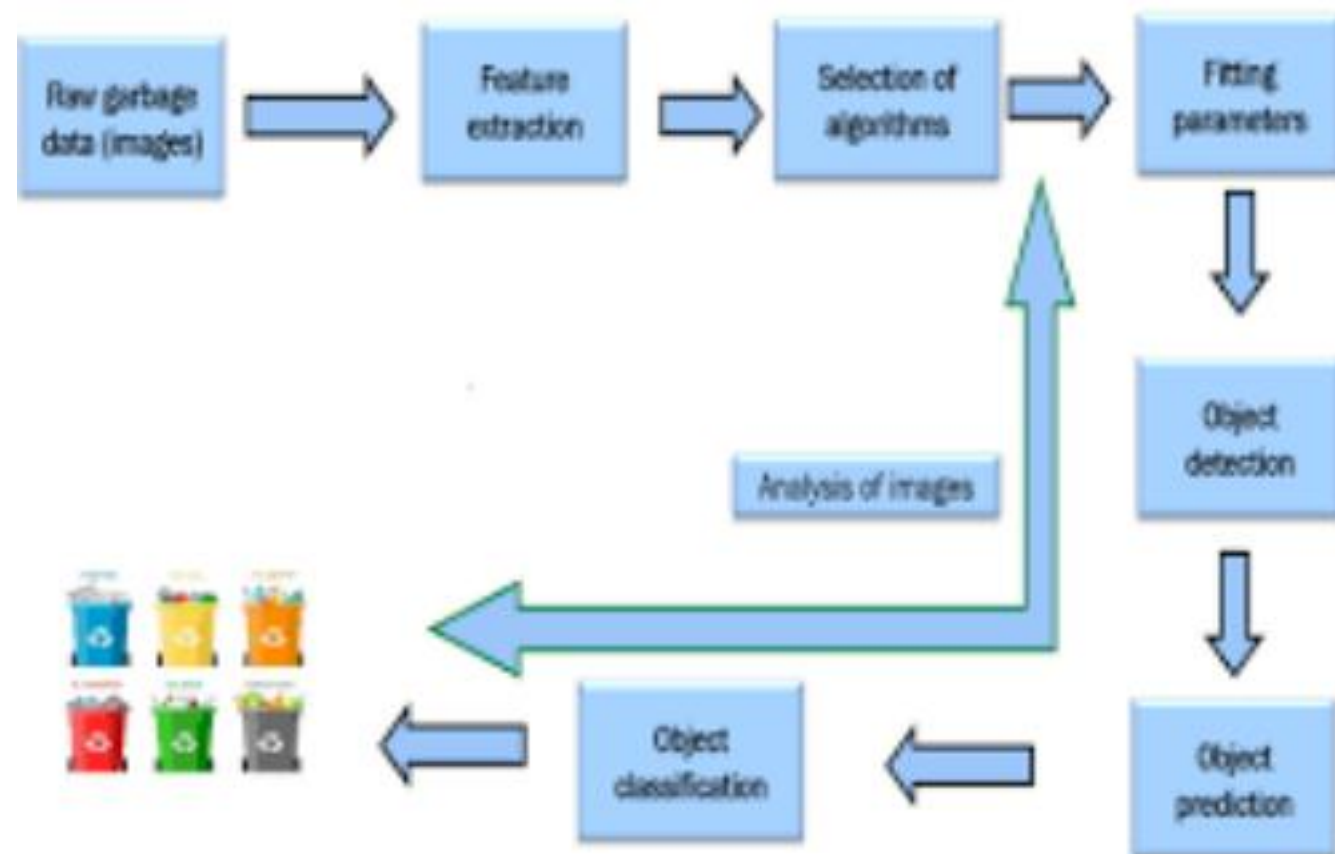 Raw garbage
data (images)
Feature
extraction
Selection of
algorithms
Fitting
parameters
Object
detection
Analysis of images
Object
classification
Object
prediction